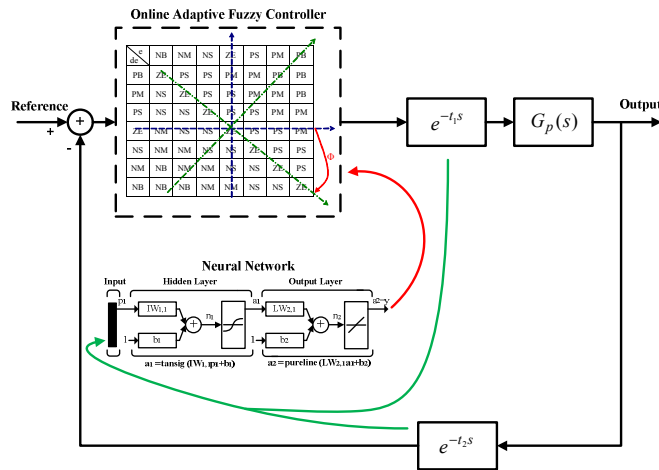 Online Adaptive Fuzzy Controller
e
de NB NM NS ZE PS PM PB
PB ZE PS PS PM PM PB PB
PM NS ZE PS PS PM PM PB
PS NS NS ZE PS PS PM PM
ZE NM NS NS ZE PS PS PM
NS NM NM NS NS ZE PS PS
NM NB NM NM NS NS ZE PS
NB NB NB NM NM NS NS ZE
Φ
Reference
+
-
+
e^{-t₁s}
G_p(s)
Output
Neural Network
Input Hidden Layer Output Layer
p1 IW1,1 n1 a1 LW2,1 n2 a2=y
1 b1 + 1 b2 +
a1=tansig (IW1,1p1+b1) a2=pureline (LW2,1a1+b2)
e^{-t₂s}